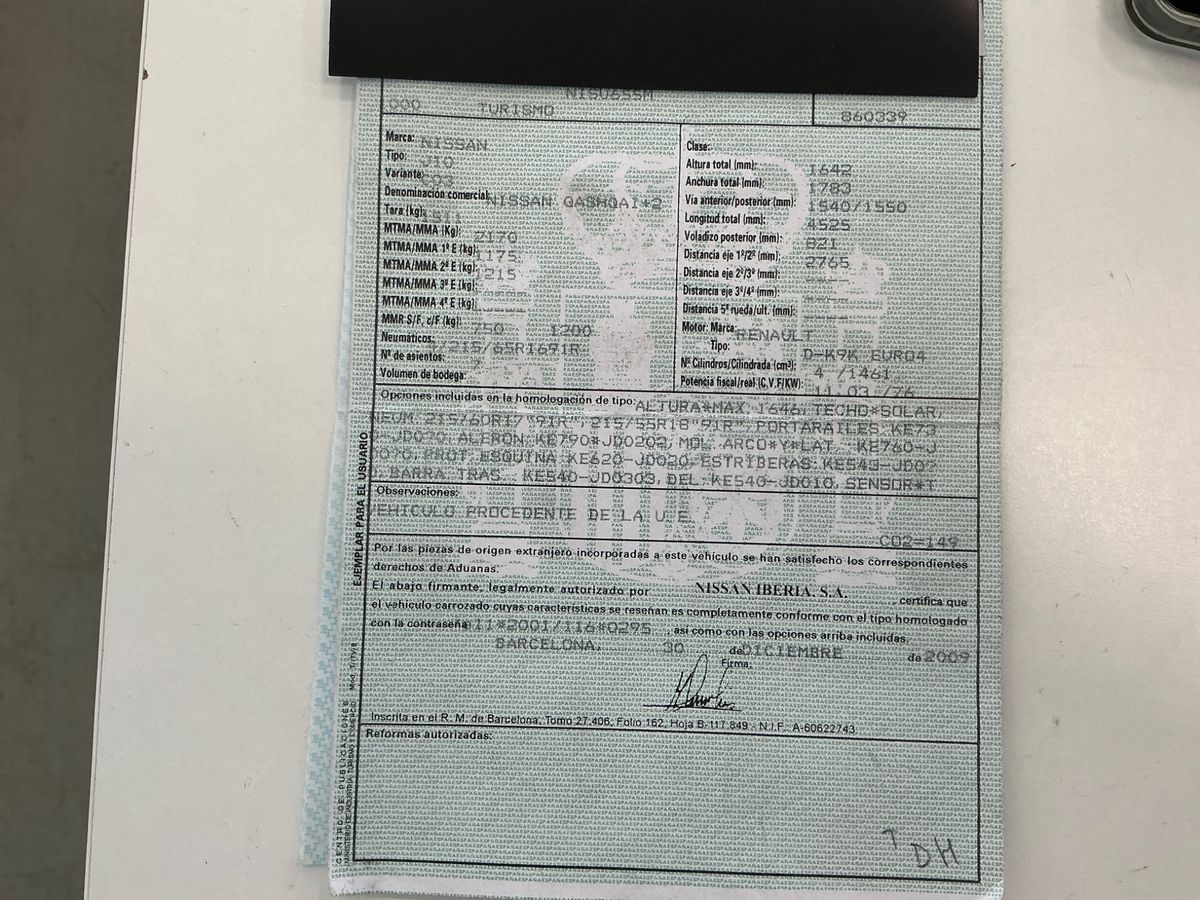 NISU655M
000 TURISMO 860339
Marca: NISSAN
Tipo: J10
Variante: 03
Denominación comercial: NISSAN QASHQAI+2
Tara (kg): 1511
MTMA/MMA (Kg): 2170
MTMA/MMA 1º E (kg): 1175
MTMA/MMA 2º E (kg): 1215
MTMA/MMA 3º E (kg):
MTMA/MMA 4º E (kg):
MMR S/F, c/F (kg): 750 1200
Neumáticos: 4/215/65R1691R
Nº de asientos: 7
Volumen de bodega:
Clase:
Altura total (mm): 1642
Anchura total (mm): 1783
Vía anterior/posterior (mm): 1540/1550
Longitud total (mm): 4525
Voladizo posterior (mm): 821
Distancia eje 1º/2º (mm): 2765
Distancia eje 2º/3º (mm):
Distancia eje 3º/4º (mm):
Distancia 5ª rueda/ult. (mm):
Motor: Marca: RENAULT
Tipo: D-K9K EURO4
Nº Cilindros/Cilindrada (cm³): 4 /1461
Potencia fiscal/real (C.V.F/KW): 11.03 /76
Opciones incluidas en la homologación de tipo: ALTURA*MAX:1646,TECHO*SOLAR,
NEUM:215/60R17"91R",215/55R18"91R",PORTARAILES:KE73
-JD070,ALERON:KE790*JD0202,MOL.ARCO*Y*LAT. KE760-J
D070,PROT.ESQUINA KE620-JD020,ESTRIBERAS:KE543-JD0?
BARRA TRAS. :KE540-JD0303,DEL:KE540-JD010,SENSOR*T
Observaciones:
VEHICULO PROCEDENTE DE LA U.E.
CO2-149
Por las piezas de origen extranjero incorporadas a este vehículo se han satisfecho los correspondientes
derechos de Aduanas.
El abajo firmante, legalmente autorizado por NISSAN IBERIA, S.A. , certifica que
el vehículo carrozado cuyas características se reseñan es completamente conforme con el tipo homologado
con la contraseña e11*2001/116*0295 , así como con las opciones arriba incluidas.
BARCELONA, 30 de DICIEMBRE de 2009
Firma,
Inscrita en el R. M. de Barcelona, Tomo 27.406, Folio 162, Hoja B-117.849 - N.I.F. A-60622743
Reformas autorizadas:
DH
EJEMPLAR PARA EL USUARIO
CENTRO DE PUBLICACIONES